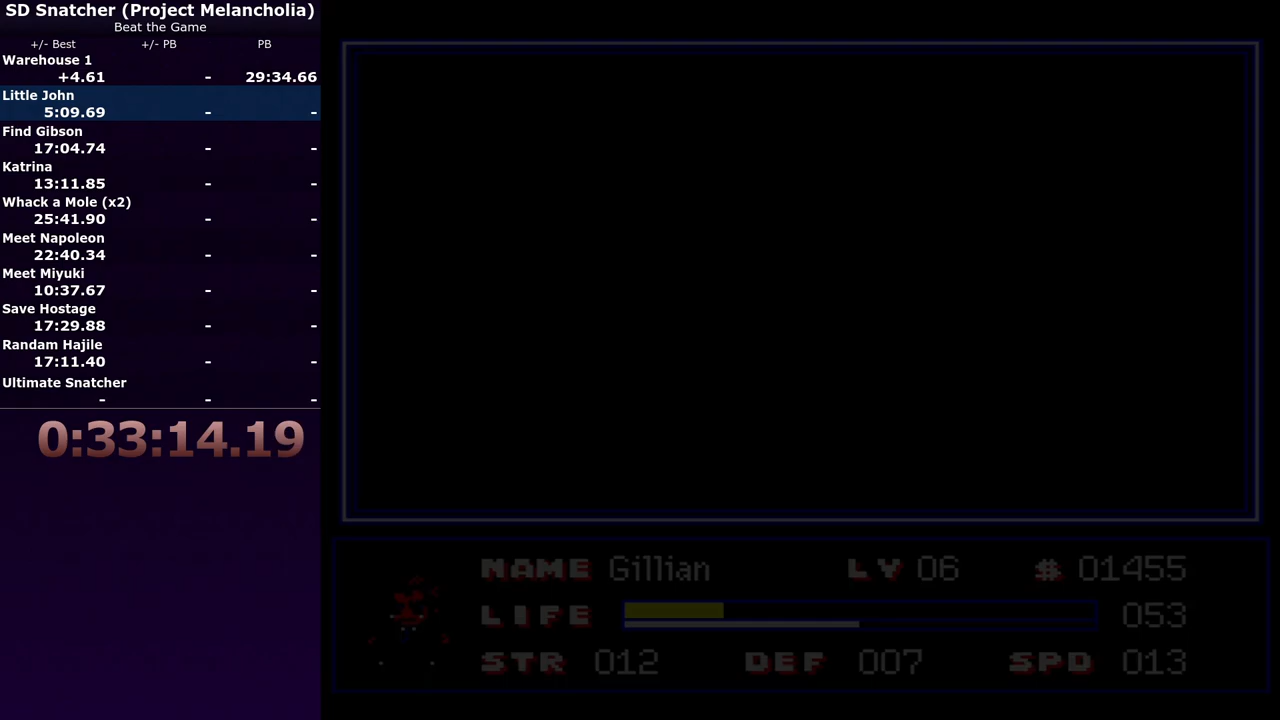 SD Snatcher (Project Melancholia)
Beat the Game
+/- Best +/- PB PB
Warehouse 1
+4.61 - 29:34.66
Little John
5:09.69 - -
Find Gibson
17:04.74 - -
Katrina
13:11.85 - -
Whack a Mole (x2)
25:41.90 - -
Meet Napoleon
22:40.34 - -
Meet Miyuki
10:37.67 - -
Save Hostage
17:29.88 - -
Randam Hajile
17:11.40 - -
Ultimate Snatcher
- - -
0:33:14.19
NAME Gillian LV 06 # 01455
LIFE 053
STR 012 DEF 007 SPD 013